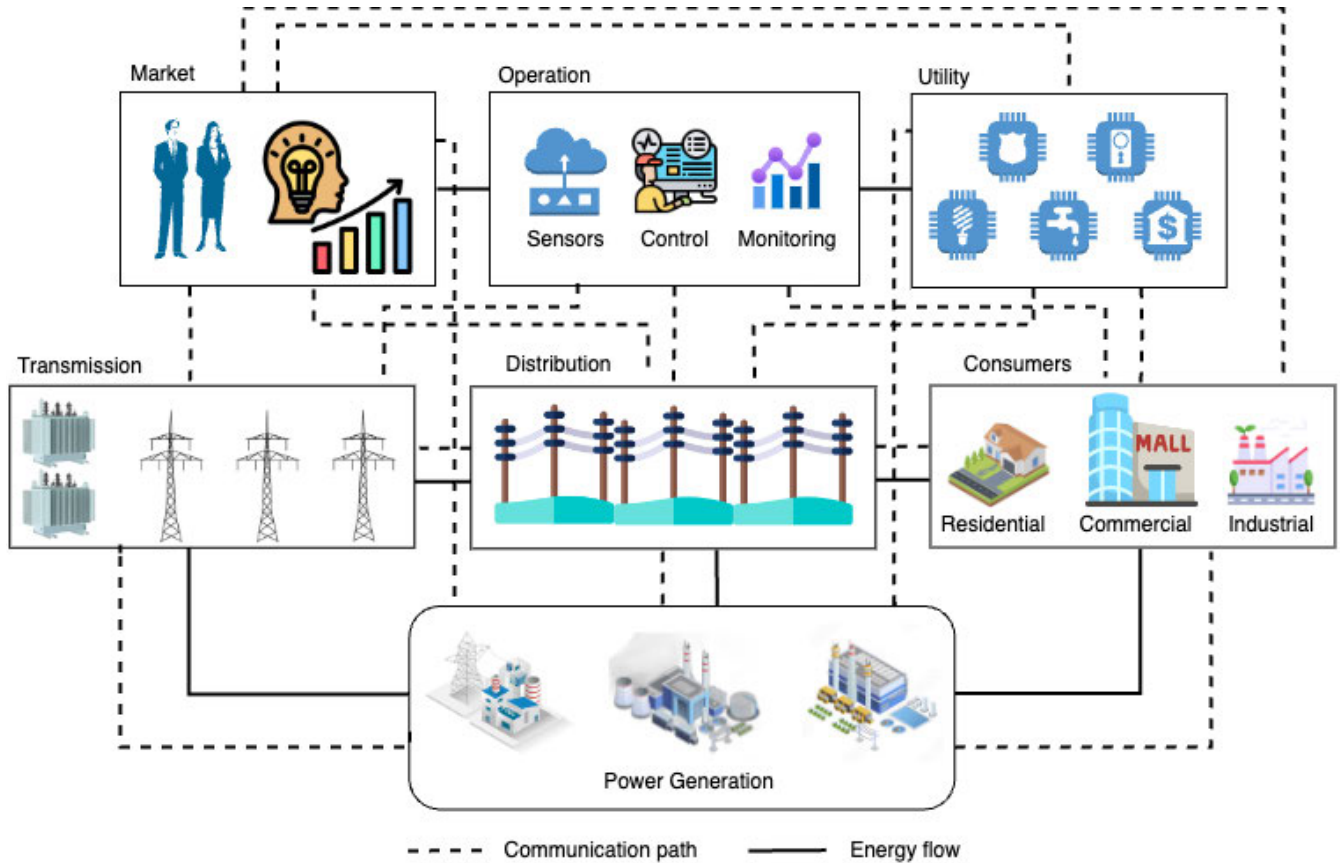 Market
Operation
Utility
Sensors
Control
Monitoring
$
Transmission
Distribution
Consumers
MALL
Residential
Commercial
Industrial
Power Generation
Communication path
Energy flow